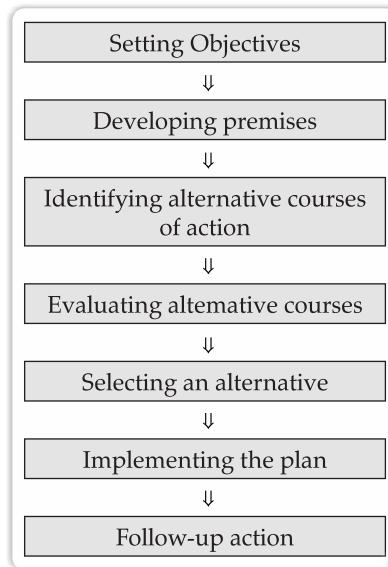 Setting Objectives
⇓
Developing premises
⇓
Identifying alternative courses
of action
⇓
Evaluating altemative courses
⇓
Selecting an alternative
⇓
Implementing the plan
⇓
Follow-up action